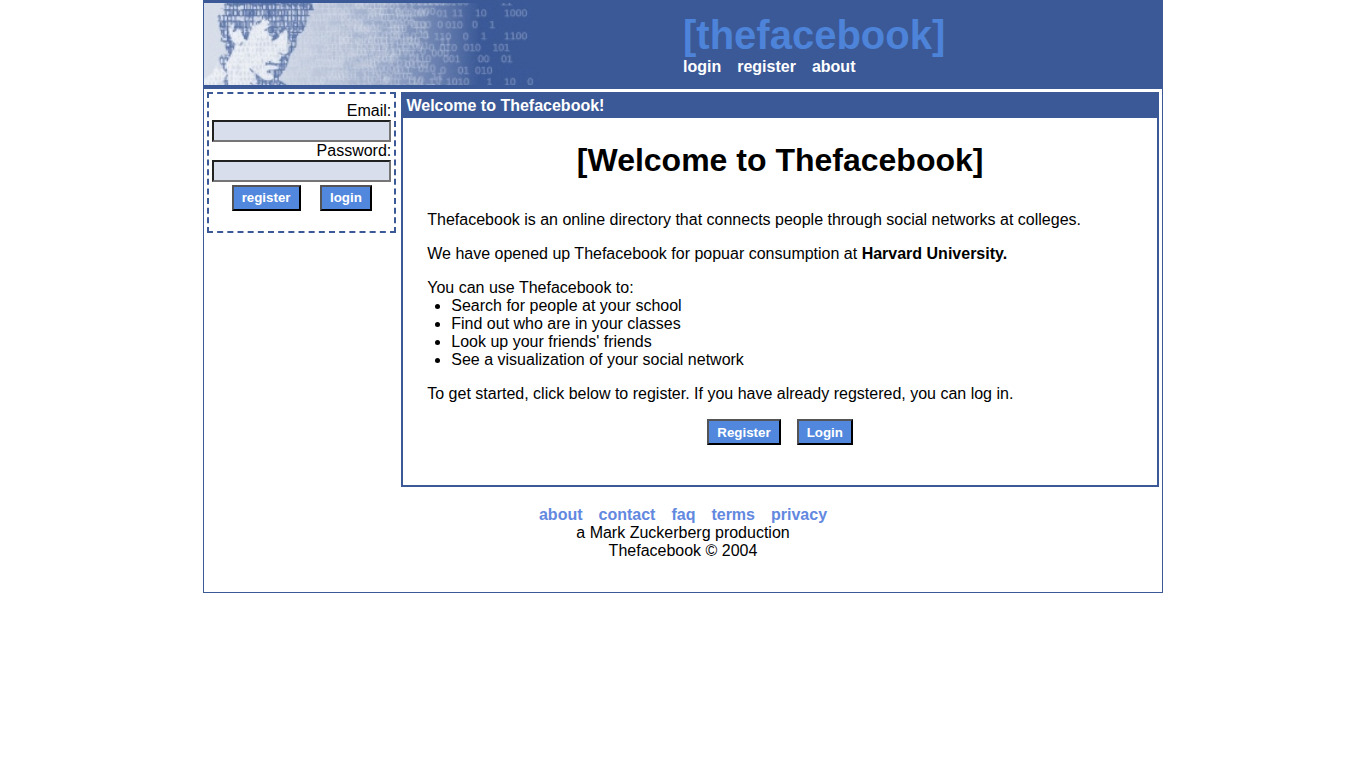 [thefacebook]
login register about
Email:
Password:
register login
Welcome to Thefacebook!
[Welcome to Thefacebook]
Thefacebook is an online directory that connects people through social networks at colleges.
We have opened up Thefacebook for popuar consumption at Harvard University.
You can use Thefacebook to:
• Search for people at your school
• Find out who are in your classes
• Look up your friends' friends
• See a visualization of your social network
To get started, click below to register. If you have already regstered, you can log in.
Register Login
about contact faq terms privacy
a Mark Zuckerberg production
Thefacebook © 2004